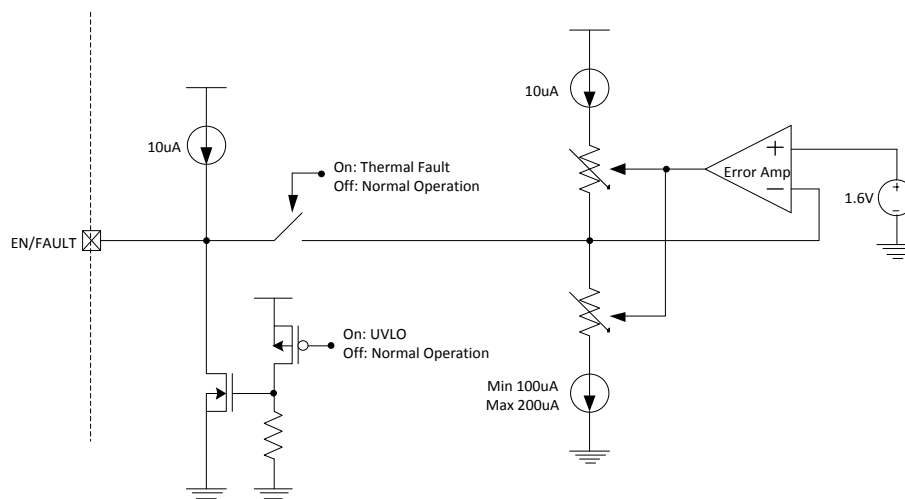 10uA
10uA
On: Thermal Fault
Off: Normal Operation
+
Error Amp
−
+
1.6V
−
EN/FAULT
On: UVLO
Off: Normal Operation
Min 100uA
Max 200uA